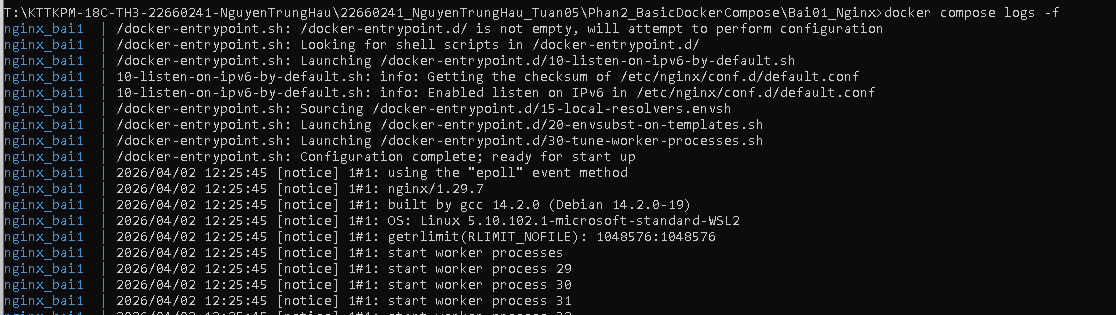 T:\KTTKPM-18C-TH3-22660241-NguyenTrungHau\22660241_NguyenTrungHau_Tuan05\Phan2_BasicDockerCompose\Bai01_Nginx>docker compose logs -f
nginx_bai1  | /docker-entrypoint.sh: /docker-entrypoint.d/ is not empty, will attempt to perform configuration
nginx_bai1  | /docker-entrypoint.sh: Looking for shell scripts in /docker-entrypoint.d/
nginx_bai1  | /docker-entrypoint.sh: Launching /docker-entrypoint.d/10-listen-on-ipv6-by-default.sh
nginx_bai1  | 10-listen-on-ipv6-by-default.sh: info: Getting the checksum of /etc/nginx/conf.d/default.conf
nginx_bai1  | 10-listen-on-ipv6-by-default.sh: info: Enabled listen on IPv6 in /etc/nginx/conf.d/default.conf
nginx_bai1  | /docker-entrypoint.sh: Sourcing /docker-entrypoint.d/15-local-resolvers.envsh
nginx_bai1  | /docker-entrypoint.sh: Launching /docker-entrypoint.d/20-envsubst-on-templates.sh
nginx_bai1  | /docker-entrypoint.sh: Launching /docker-entrypoint.d/30-tune-worker-processes.sh
nginx_bai1  | /docker-entrypoint.sh: Configuration complete; ready for start up
nginx_bai1  | 2026/04/02 12:25:45 [notice] 1#1: using the "epoll" event method
nginx_bai1  | 2026/04/02 12:25:45 [notice] 1#1: nginx/1.29.7
nginx_bai1  | 2026/04/02 12:25:45 [notice] 1#1: built by gcc 14.2.0 (Debian 14.2.0-19)
nginx_bai1  | 2026/04/02 12:25:45 [notice] 1#1: OS: Linux 5.10.102.1-microsoft-standard-WSL2
nginx_bai1  | 2026/04/02 12:25:45 [notice] 1#1: getrlimit(RLIMIT_NOFILE): 1048576:1048576
nginx_bai1  | 2026/04/02 12:25:45 [notice] 1#1: start worker processes
nginx_bai1  | 2026/04/02 12:25:45 [notice] 1#1: start worker process 29
nginx_bai1  | 2026/04/02 12:25:45 [notice] 1#1: start worker process 30
nginx_bai1  | 2026/04/02 12:25:45 [notice] 1#1: start worker process 31